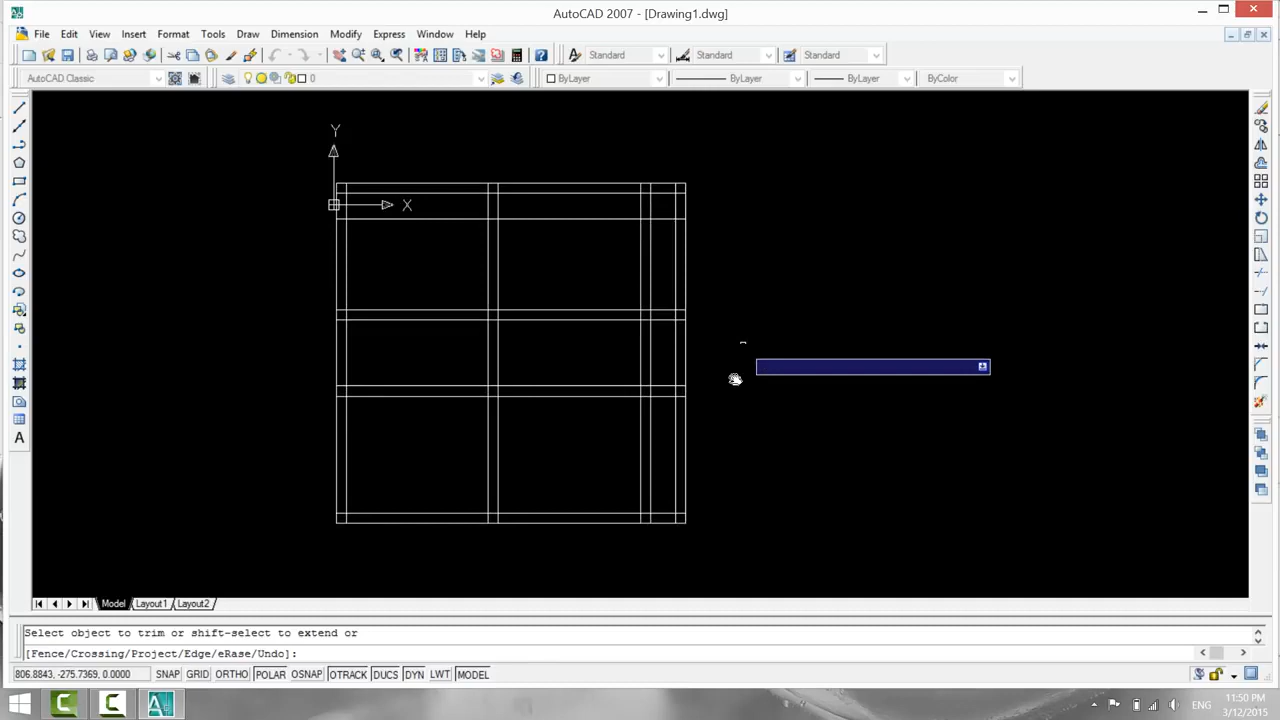 AutoCAD 2007 - [Drawing1.dwg]
File Edit View Insert Format Tools Draw Dimension Modify Express Window Help
Standard Standard Standard
AutoCAD Classic 0 ByLayer ByLayer ByLayer ByColor
Y
X
A
Model Layout1 Layout2
Select object to trim or shift-select to extend or
[Fence/Crossing/Project/Edge/eRase/Undo]:
806.8843, -275.7369, 0.0000 SNAP GRID ORTHO POLAR OSNAP OTRACK DUCS DYN LWT MODEL
ENG
11:50 PM
3/12/2015